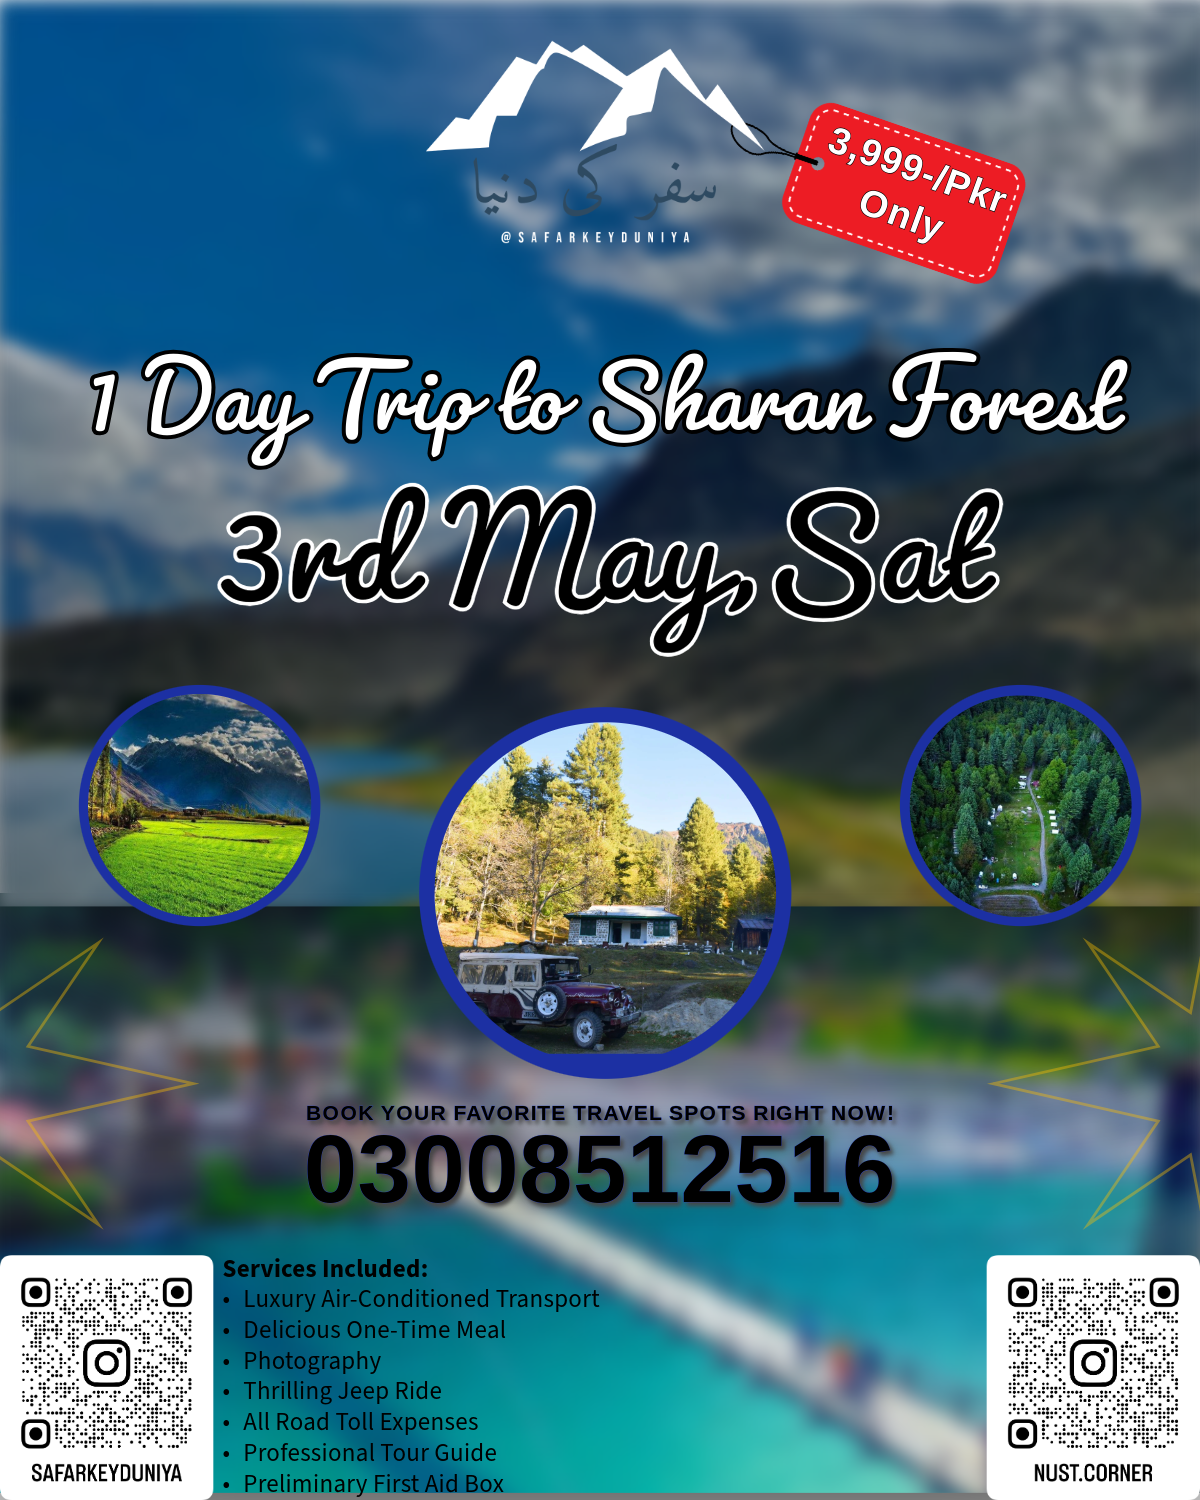 سفر کی دنیا
@SAFARKEYDUNIYA
3,999-/Pkr
Only
1 Day Trip to Sharan Forest
3rd May, Sat
BOOK YOUR FAVORITE TRAVEL SPOTS RIGHT NOW!
03008512516
Services Included:
• Luxury Air-Conditioned Transport
• Delicious One-Time Meal
• Photography
• Thrilling Jeep Ride
• All Road Toll Expenses
• Professional Tour Guide
• Preliminary First Aid Box
SAFARKEYDUNIYA
NUST.CORNER